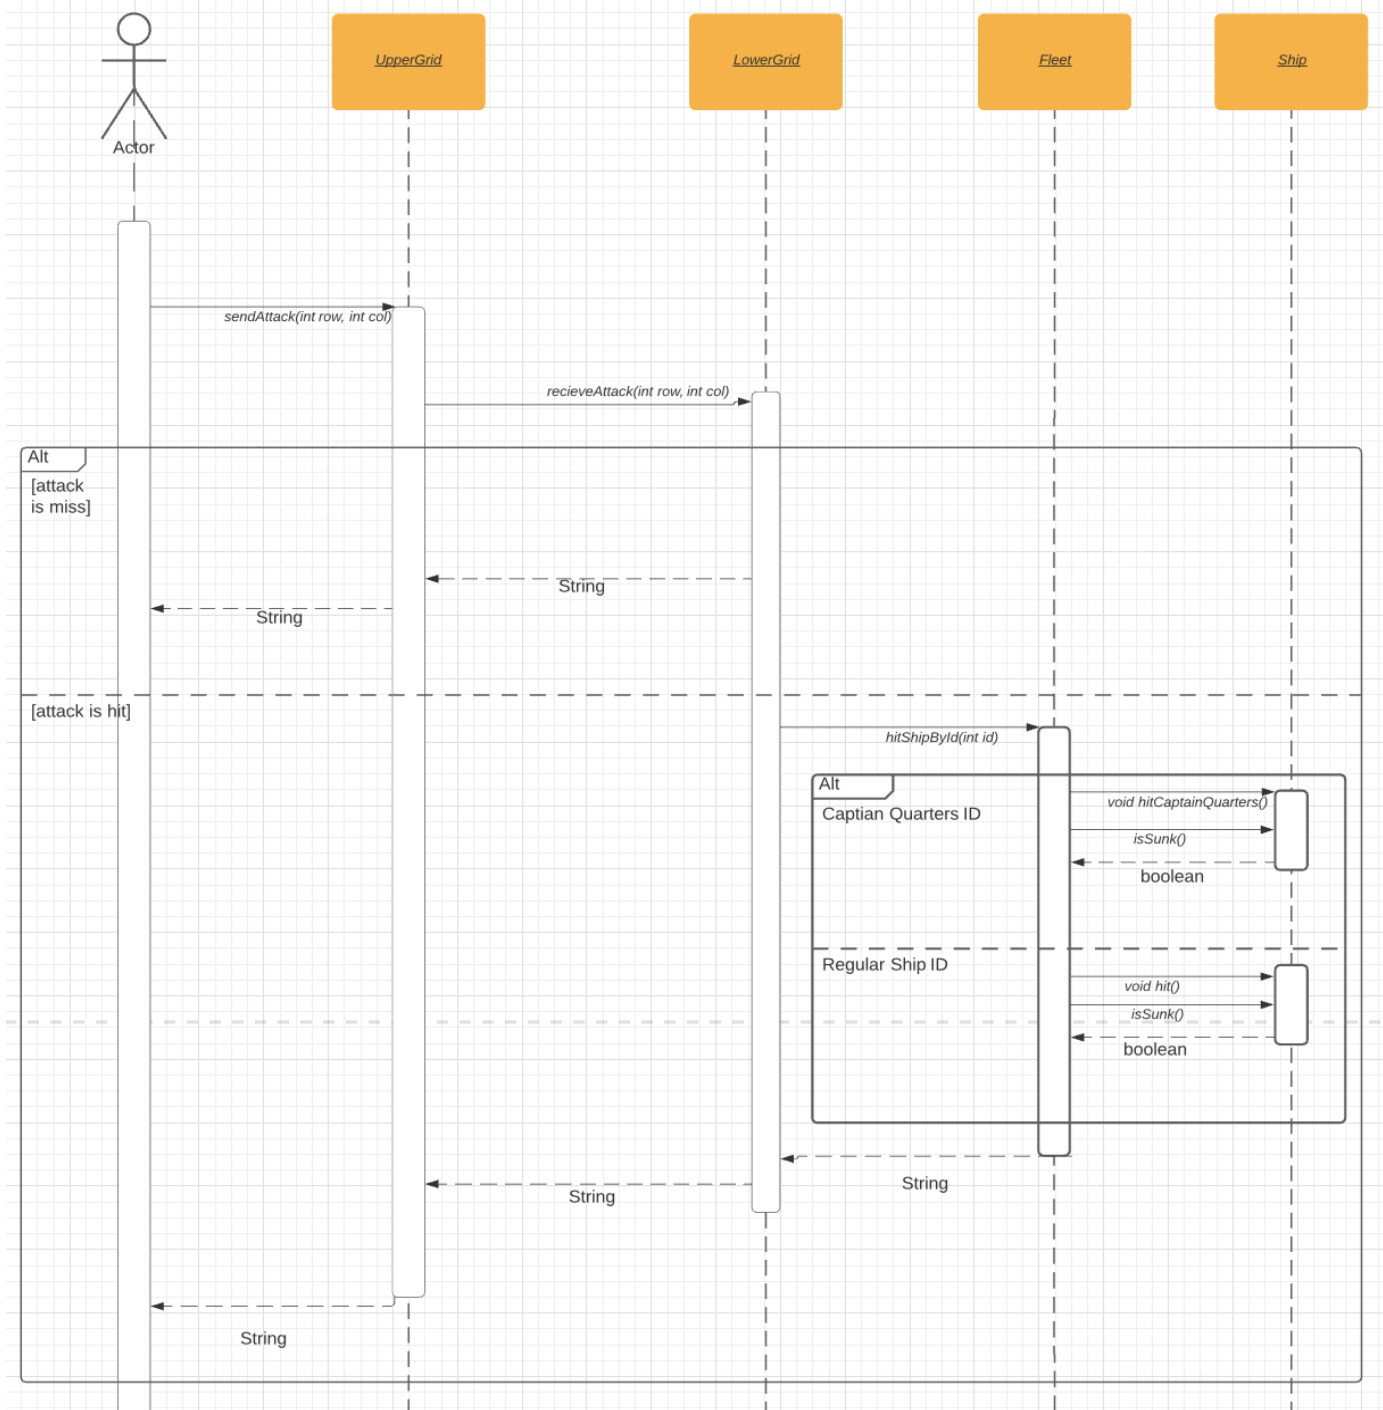 UpperGrid
LowerGrid
Fleet
Ship
Actor
sendAttack(int row, int col)
recieveAttack(int row, int col)
Alt
[attack
is miss]
String
String
[attack is hit]
hitShipById(int id)
Alt
void hitCaptainQuarters()
Captian Quarters ID
isSunk()
boolean
Regular Ship ID
void hit()
isSunk()
boolean
String
String
String